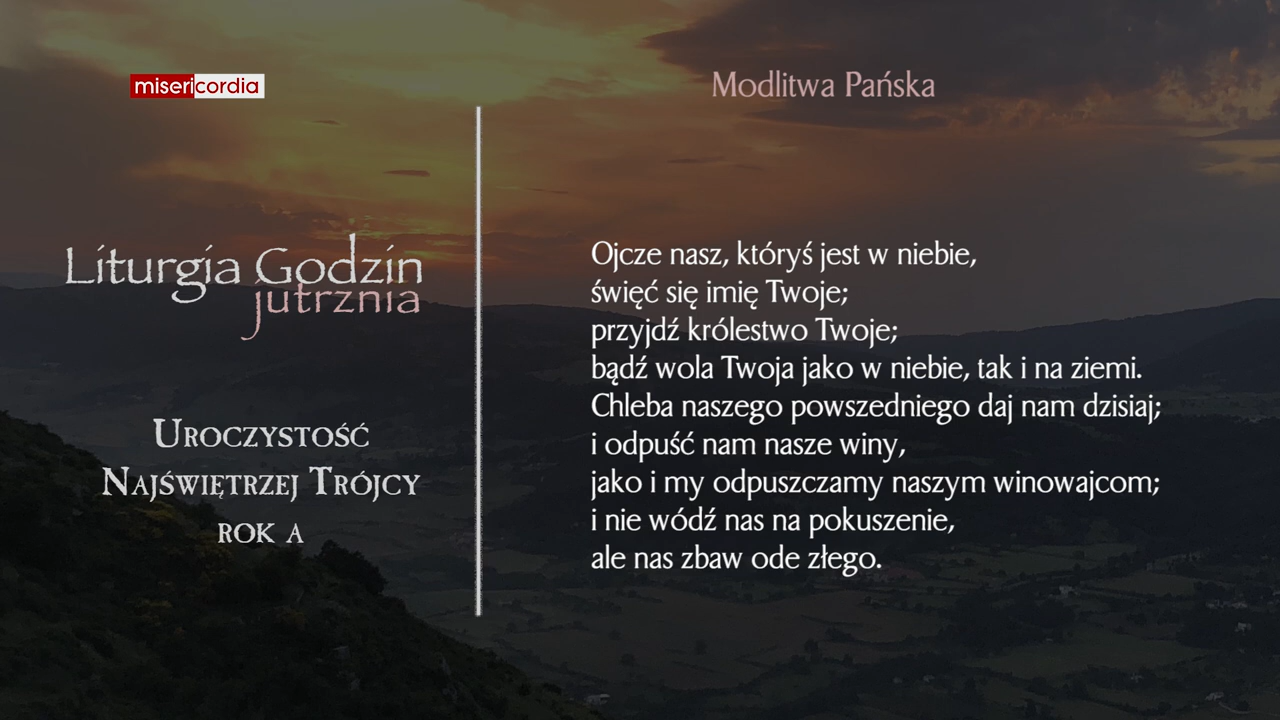 misericordia
Liturgia Godzin
jutrznia
Uroczystość
Najświętrzej Trójcy
rok a
Modlitwa Pańska
Ojcze nasz, któryś jest w niebie,
święć się imię Twoje;
przyjdź królestwo Twoje;
bądź wola Twoja jako w niebie, tak i na ziemi.
Chleba naszego powszedniego daj nam dzisiaj;
i odpuść nam nasze winy,
jako i my odpuszczamy naszym winowajcom;
i nie wódź nas na pokuszenie,
ale nas zbaw ode złego.